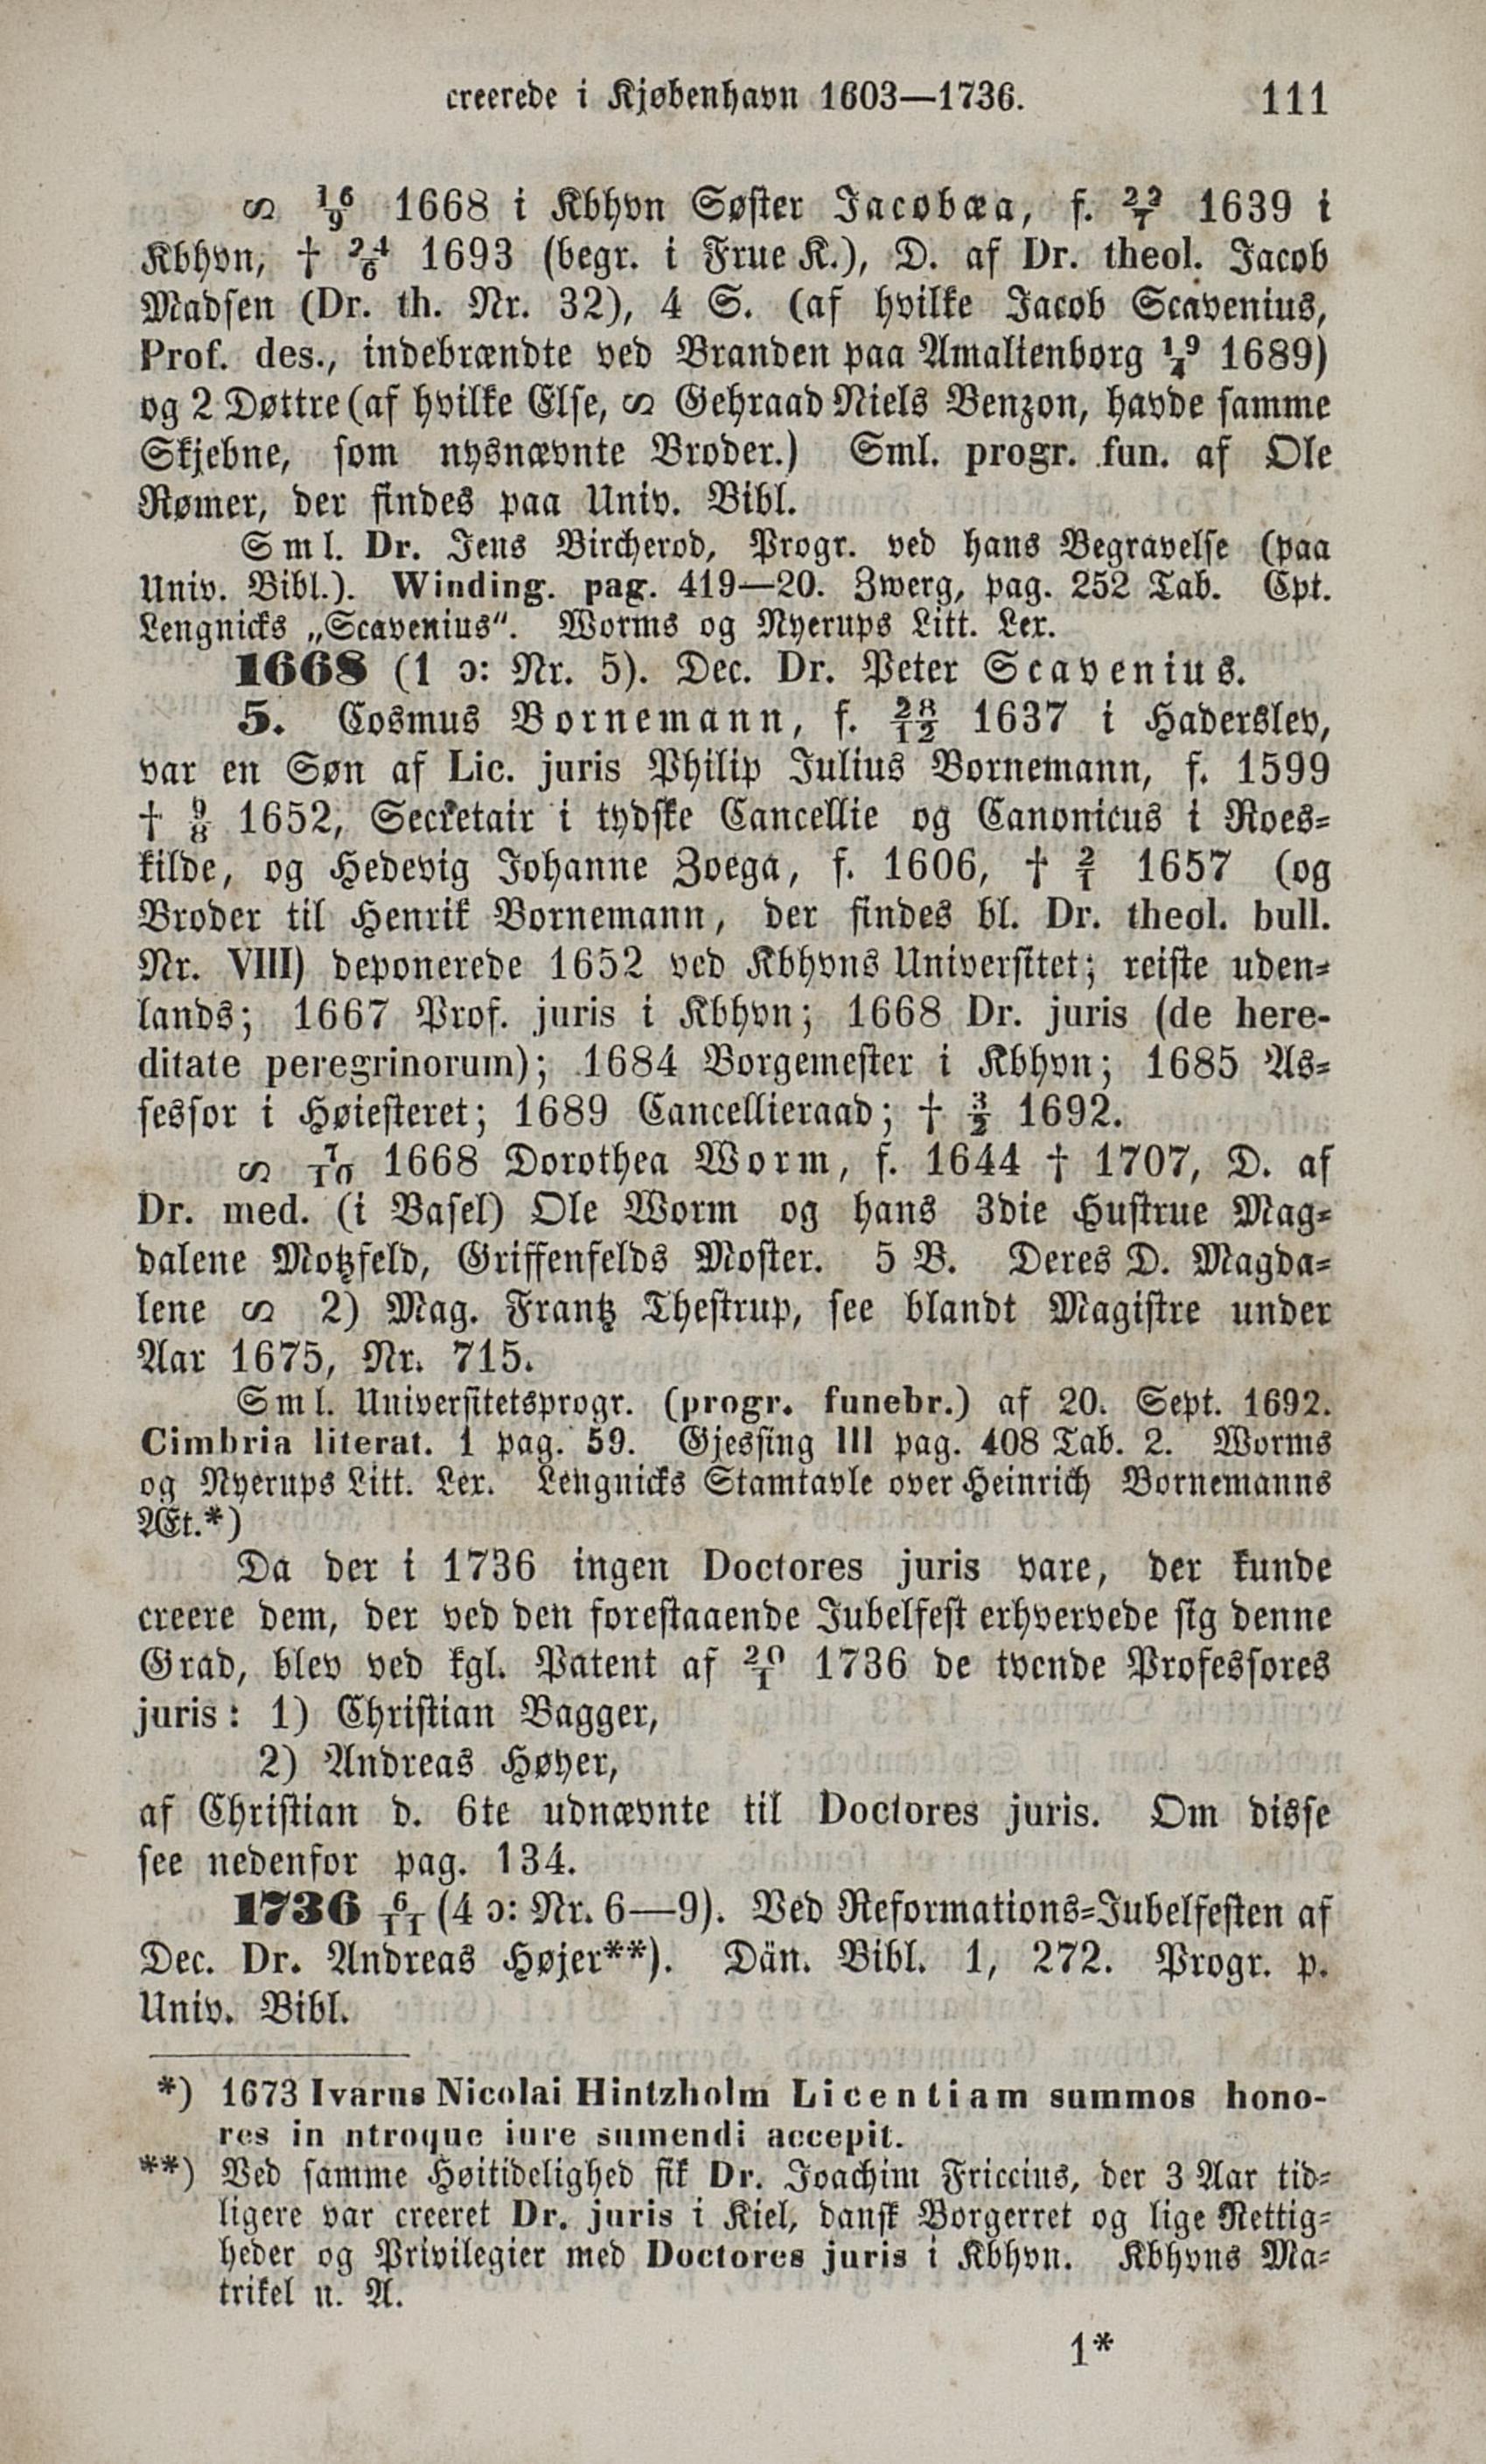 creerede i Kjøbenhavn 1603—1736. 111
∽ 16/9 1668 i Kbhvn Søster Jacobæa, f. 23/7 1639 i
Kbhvn, † 24/6 1693 (begr. i Frue K.), D. af Dr. theol. Jacob
Madsen (Dr. th. Nr. 32), 4 S. (af hvilke Jacob Scavenius,
Prof. des., indebrændte ved Branden paa Amalienborg 19/4 1689)
og 2 Døttre (af hvilke Else, ∽ Gehraad Niels Benzon, havde samme
Skjebne, som nysnævnte Broder.) Sml. progr. fun. af Ole
Rømer, der findes paa Univ. Bibl.
Sml. Dr. Jens Bircherod, Progr. ved hans Begravelse (paa
Univ. Bibl.). Winding. pag. 419—20. Zwerg, pag. 252 Tab. Cpt.
Lengnicks „Scavenius“. Worms og Nyerups Litt. Lex.
1668 (1 ɔ: Nr. 5). Dec. Dr. Peter Scavenius.
5. Cosmus Bornemann, f. 28/12 1637 i Haderslev,
var en Søn af Lic. juris Philip Julius Bornemann, f. 1599
† 9/8 1652, Secretair i tydske Cancellie og Canonicus i Roes-
kilde, og Hedevig Johanne Zoega, f. 1606, † 2/1 1657 (og
Broder til Henrik Bornemann, der findes bl. Dr. theol. bull.
Nr. VIII) deponerede 1652 ved Kbhvns Universitet; reiste uden-
lands; 1667 Prof. juris i Kbhvn; 1668 Dr. juris (de here-
ditate peregrinorum); 1684 Borgemester i Kbhvn; 1685 As-
sessor i Høiesteret; 1689 Cancellieraad; † 3/2 1692.
∽ 7/10 1668 Dorothea Worm, f. 1644 † 1707, D. af
Dr. med. (i Basel) Ole Worm og hans 3die Hustrue Mag-
dalene Motzfeld, Griffenfelds Moster. 5 B. Deres D. Magda-
lene ∽ 2) Mag. Frantz Thestrup, see blandt Magistre under
Aar 1675, Nr. 715.
Sml. Universitetsprogr. (progr. funebr.) af 20. Sept. 1692.
Cimbria literat. 1 pag. 59. Gjessing III pag. 408 Tab. 2. Worms
og Nyerups Litt. Lex. Lengnicks Stamtavle over Heinrich Bornemanns
Æt.*)
Da der i 1736 ingen Doctores juris vare, der kunde
creere dem, der ved den forestaaende Jubelfest erhvervede sig denne
Grad, blev ved kgl. Patent af 20/1 1736 de tvende Professores
juris: 1) Christian Bagger,
2) Andreas Høyer,
af Christian d. 6te udnævnte til Doctores juris. Om disse
see nedenfor pag. 134.
1736 6/11 (4 ɔ: Nr. 6—9). Ved Reformations-Jubelfesten af
Dec. Dr. Andreas Højer**). Dän. Bibl. 1, 272. Progr. p.
Univ. Bibl.
*) 1673 Ivarus Nicolai Hintzholm Licentiam summos hono-
res in utroque iure sumendi accepit.
**) Ved samme Høitidelighed fik Dr. Joachim Friccius, der 3 Aar tid-
ligere var creeret Dr. juris i Kiel, dansk Borgerret og lige Rettig-
heder og Privilegier med Doctores juris i Kbhvn. Kbhvns Ma-
trikel u. A.
1*